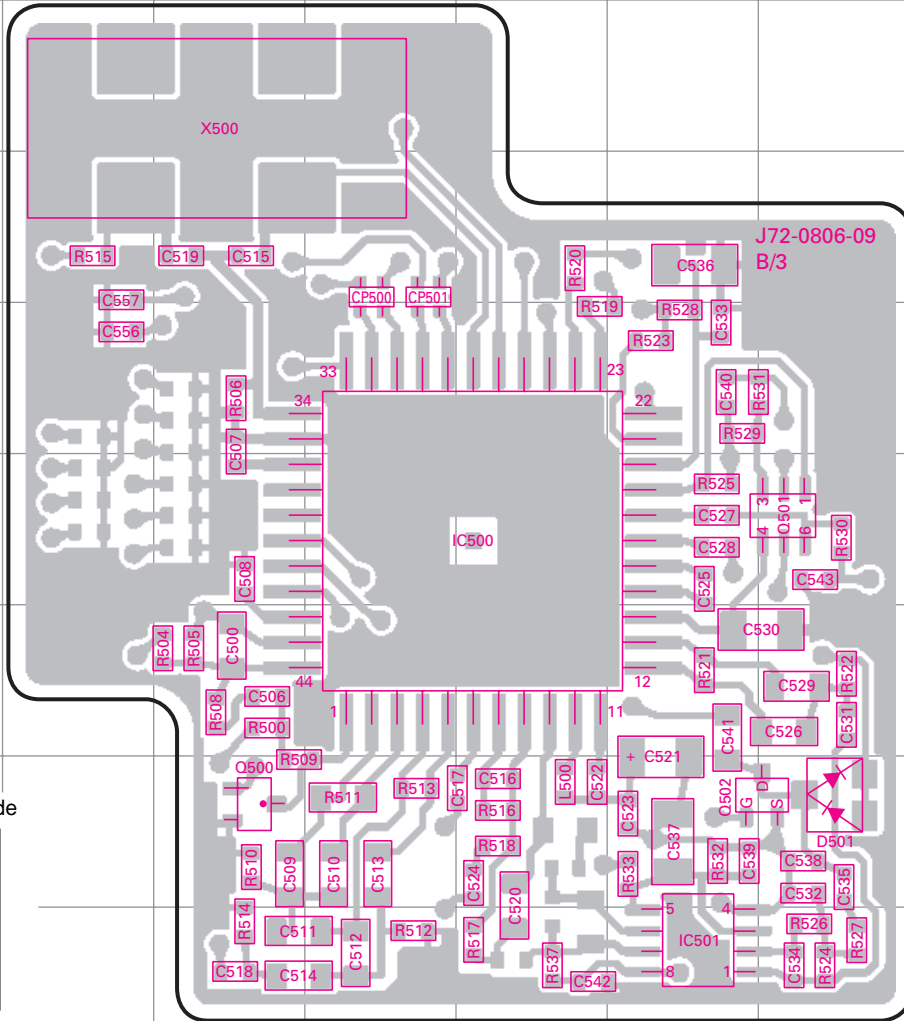 X500
J72-0806-09
B/3
R515
C519
C515
R520
C536
C557
CP500
CP501
R519
R528
C533
C556
R523
33
23
34
22
R506
C540
R531
C507
R529
R525
3
1
Q501
C527
4
6
R530
IC500
C528
C508
C525
C543
C530
R504
R505
C500
44
12
R521
R522
C529
R508
C506
1
11
R500
C541
C526
C531
R509
+ C521
Q500
R511
R513
C517
C516
L500
C522
Q502
D
G
S
de
R516
C523
D501
R518
C537
R510
C509
C510
C513
C524
R533
R532
C539
C538
C535
C520
C532
R514
C511
C512
R512
R517
5
4
IC501
R526
R527
C518
C514
R537
8
1
C534
R524
C542